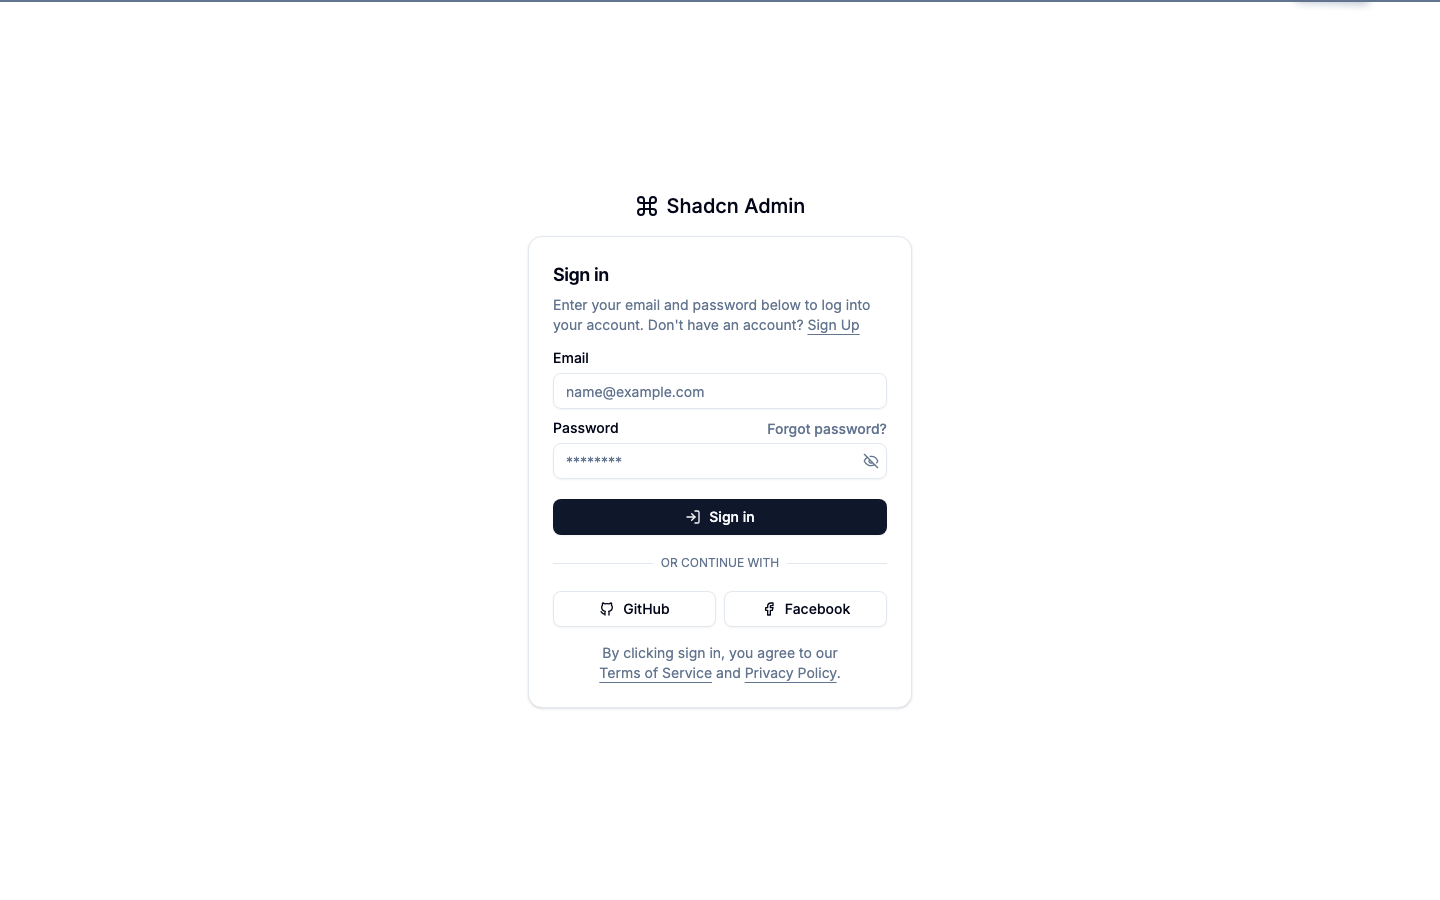 Shadcn Admin
Sign in
Enter your email and password below to log into
your account. Don't have an account? Sign Up
Email
name@example.com
Password Forgot password?
********
Sign in
OR CONTINUE WITH
GitHub Facebook
By clicking sign in, you agree to our
Terms of Service and Privacy Policy.